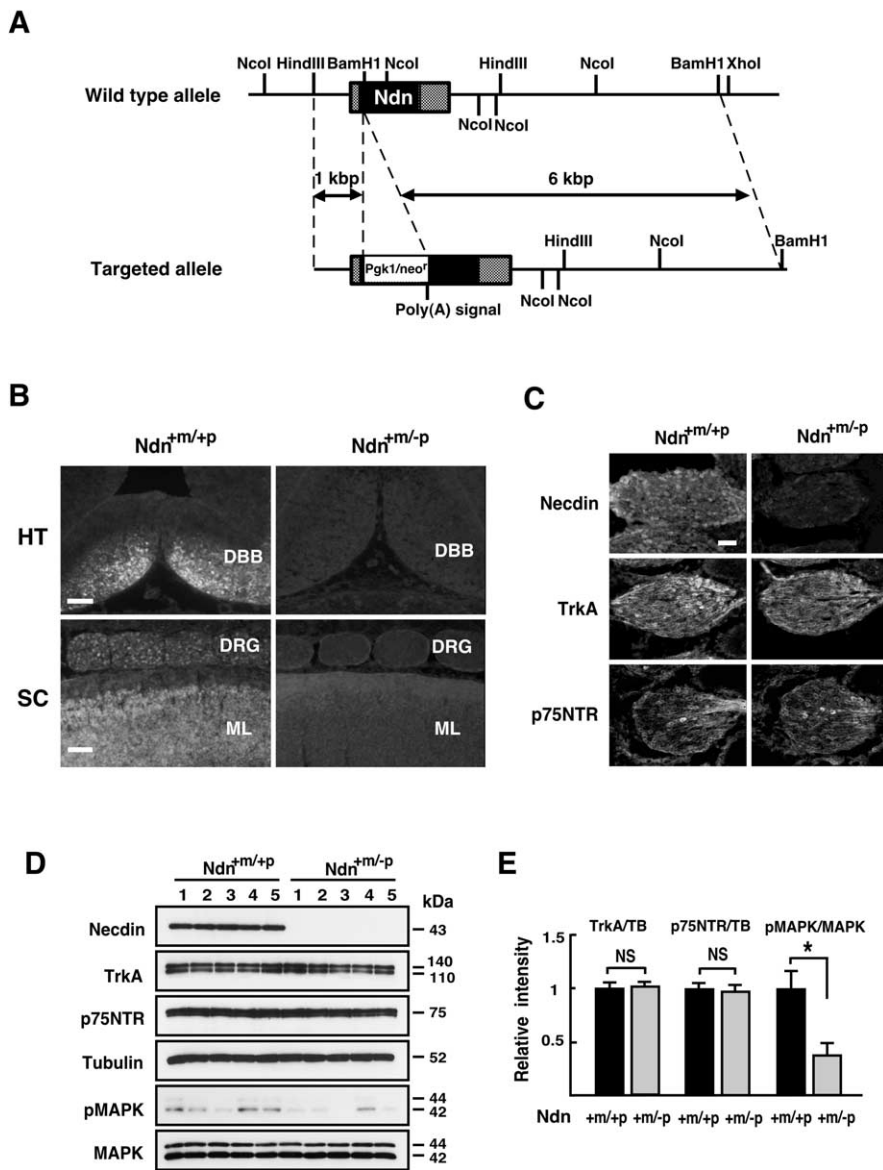 A
NcoI HindIII BamH1 NcoI HindIII NcoI BamH1 XhoI
Wild type allele
Ndn
NcoI NcoI
1 kbp 6 kbp
HindIII NcoI BamH1
Targeted allele
Pgk1/neoʳ
NcoI NcoI
Poly(A) signal
B
Ndn+m/+p Ndn+m/-p
HT
DBB DBB
DRG DRG
SC
ML ML
C
Ndn+m/+p Ndn+m/-p
Necdin
TrkA
p75NTR
D
Ndn+m/+p Ndn+m/-p
1 2 3 4 5 1 2 3 4 5 kDa
Necdin 43
TrkA 140
110
p75NTR 75
Tubulin 52
pMAPK 44
42
MAPK 44
42
E
TrkA/TB p75NTR/TB pMAPK/MAPK
NS NS *
1.5
1
0.5
Relative intensity
Ndn +m/+p +m/-p +m/+p +m/-p +m/+p +m/-p